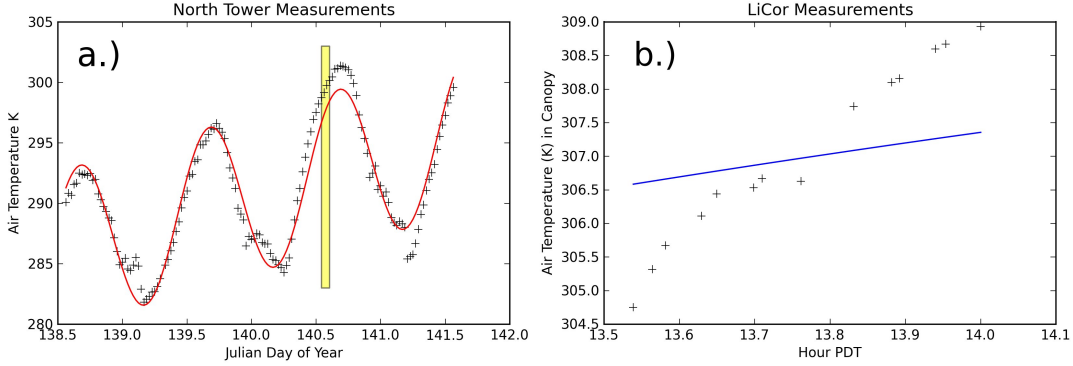 North Tower Measurements
a.)
Air Temperature K
305
300
295
290
285
280
138.5 139.0 139.5 140.0 140.5 141.0 141.5 142.0
Julian Day of Year
LiCor Measurements
b.)
Air Temperature (K) in Canopy
309.0
308.5
308.0
307.5
307.0
306.5
306.0
305.5
305.0
304.5
13.5 13.6 13.7 13.8 13.9 14.0 14.1
Hour PDT